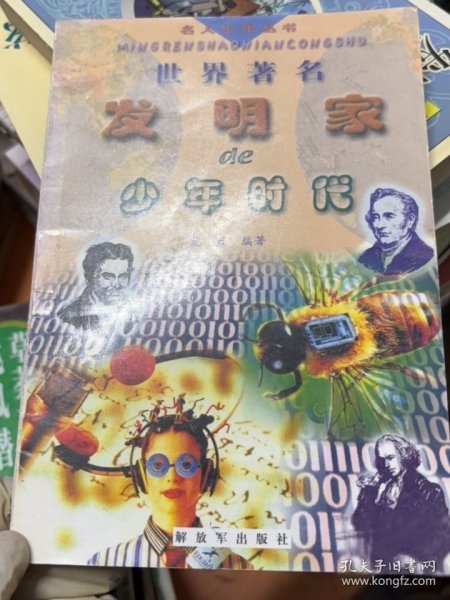 名人少年丛书
MINGRENSHAONIANCONGSHU
世界著名
发明家
de
少年时代
编著
解放军出版社
孔夫子旧书网
www.kongfz.com